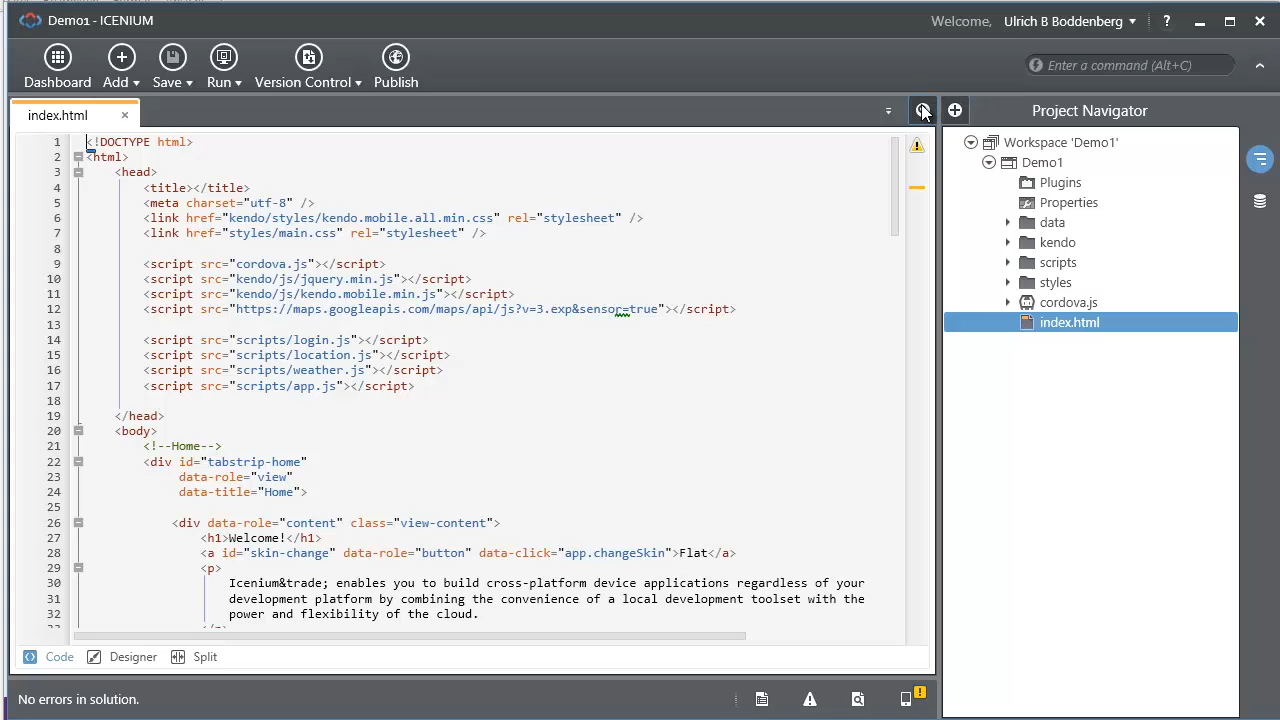 Demo1 - ICENIUM
Welcome, Ulrich B Boddenberg ?
Dashboard Add Save Run Version Control Publish
Enter a command (Alt+C)
index.html
Project Navigator
1 <!DOCTYPE html>
2 <html>
3 <head>
4 <title></title>
5 <meta charset="utf-8" />
6 <link href="kendo/styles/kendo.mobile.all.min.css" rel="stylesheet" />
7 <link href="styles/main.css" rel="stylesheet" />
8
9 <script src="cordova.js"></script>
10 <script src="kendo/js/jquery.min.js"></script>
11 <script src="kendo/js/kendo.mobile.min.js"></script>
12 <script src="https://maps.googleapis.com/maps/api/js?v=3.exp&sensor=true"></script>
13
14 <script src="scripts/login.js"></script>
15 <script src="scripts/location.js"></script>
16 <script src="scripts/weather.js"></script>
17 <script src="scripts/app.js"></script>
18
19 </head>
20 <body>
21 <!--Home-->
22 <div id="tabstrip-home"
23 data-role="view"
24 data-title="Home">
25
26 <div data-role="content" class="view-content">
27 <h1>Welcome!</h1>
28 <a id="skin-change" data-role="button" data-click="app.changeSkin">Flat</a>
29 <p>
30 Icenium&trade; enables you to build cross-platform device applications regardless of your
31 development platform by combining the convenience of a local development toolset with the
32 power and flexibility of the cloud.
Workspace 'Demo1'
Demo1
Plugins
Properties
data
kendo
scripts
styles
cordova.js
index.html
Code Designer Split
No errors in solution.